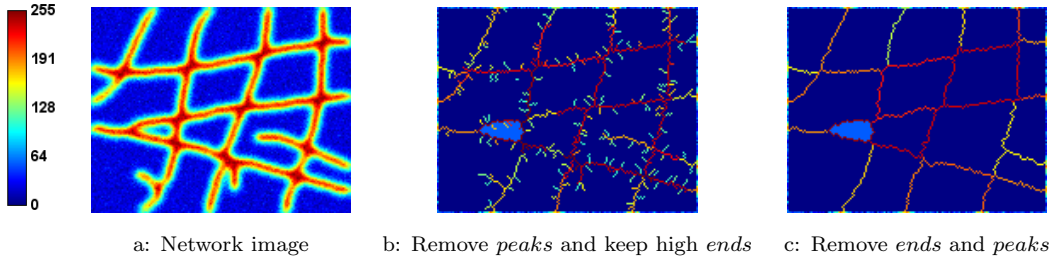 255
191
128
64
0
a: Network image
b: Remove peaks and keep high ends
c: Remove ends and peaks